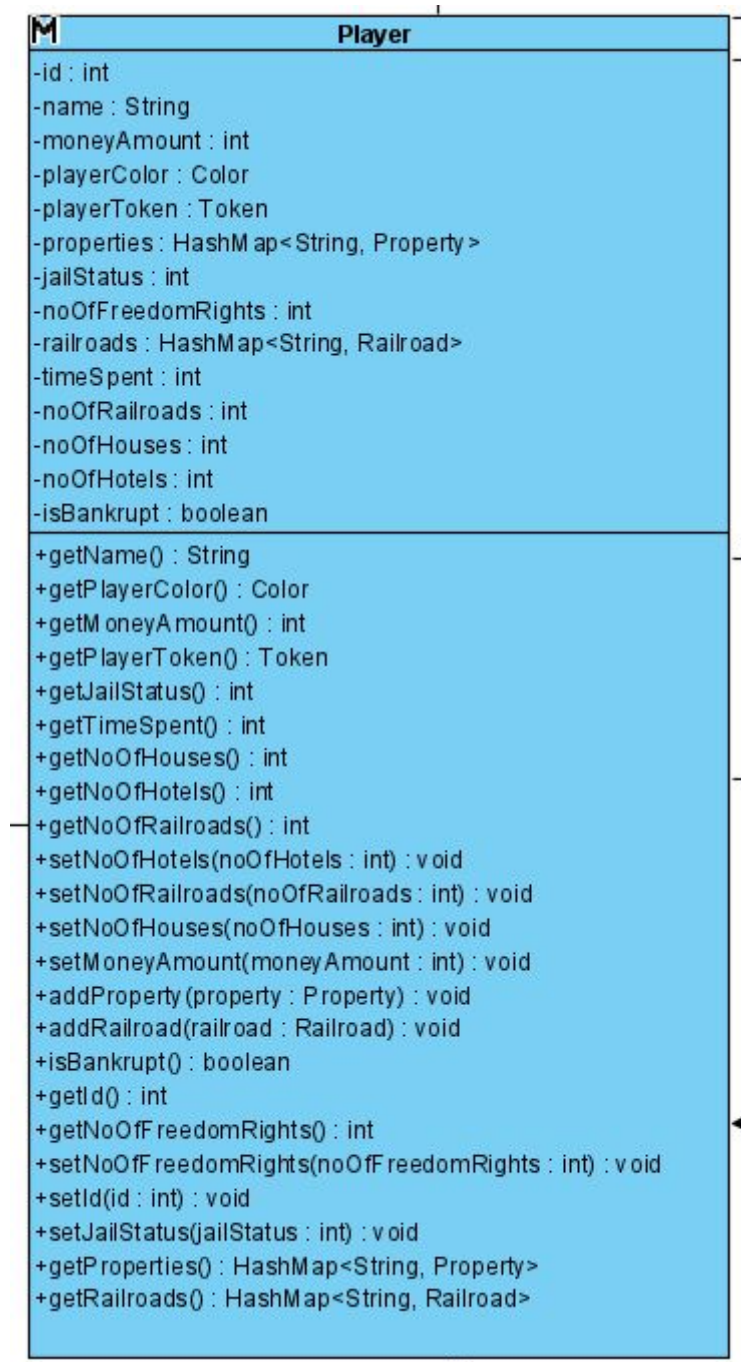 M
Player
-id : int
-name : String
-moneyAmount : int
-playerColor : Color
-playerToken : Token
-properties : HashMap<String, Property>
-jailStatus : int
-noOfFreedomRights : int
-railroads : HashMap<String, Railroad>
-timeSpent : int
-noOfRailroads : int
-noOfHouses : int
-noOfHotels : int
-isBankrupt : boolean
+getName() : String
+getPlayerColor() : Color
+getMoneyAmount() : int
+getPlayerToken() : Token
+getJailStatus() : int
+getTimeSpent() : int
+getNoOfHouses() : int
+getNoOfHotels() : int
+getNoOfRailroads() : int
+setNoOfHotels(noOfHotels : int) : void
+setNoOfRailroads(noOfRailroads : int) : void
+setNoOfHouses(noOfHouses : int) : void
+setMoneyAmount(moneyAmount : int) : void
+addProperty(property : Property) : void
+addRailroad(railroad : Railroad) : void
+isBankrupt() : boolean
+getId() : int
+getNoOfFreedomRights() : int
+setNoOfFreedomRights(noOfFreedomRights : int) : void
+setId(id : int) : void
+setJailStatus(jailStatus : int) : void
+getProperties() : HashMap<String, Property>
+getRailroads() : HashMap<String, Railroad>